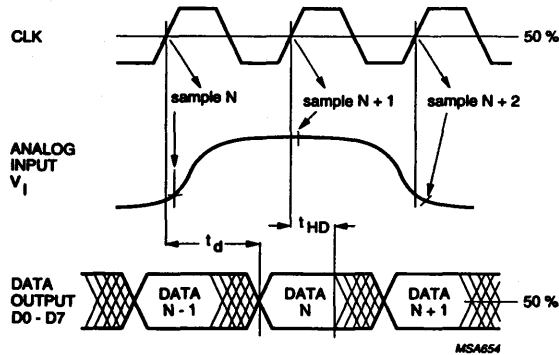 CLK
50 %
sample N
sample N + 1
sample N + 2
ANALOG
INPUT
VI
tHD
td
DATA
OUTPUT
D0 - D7
DATA
N - 1
DATA
N
DATA
N + 1
50 %
MSA654